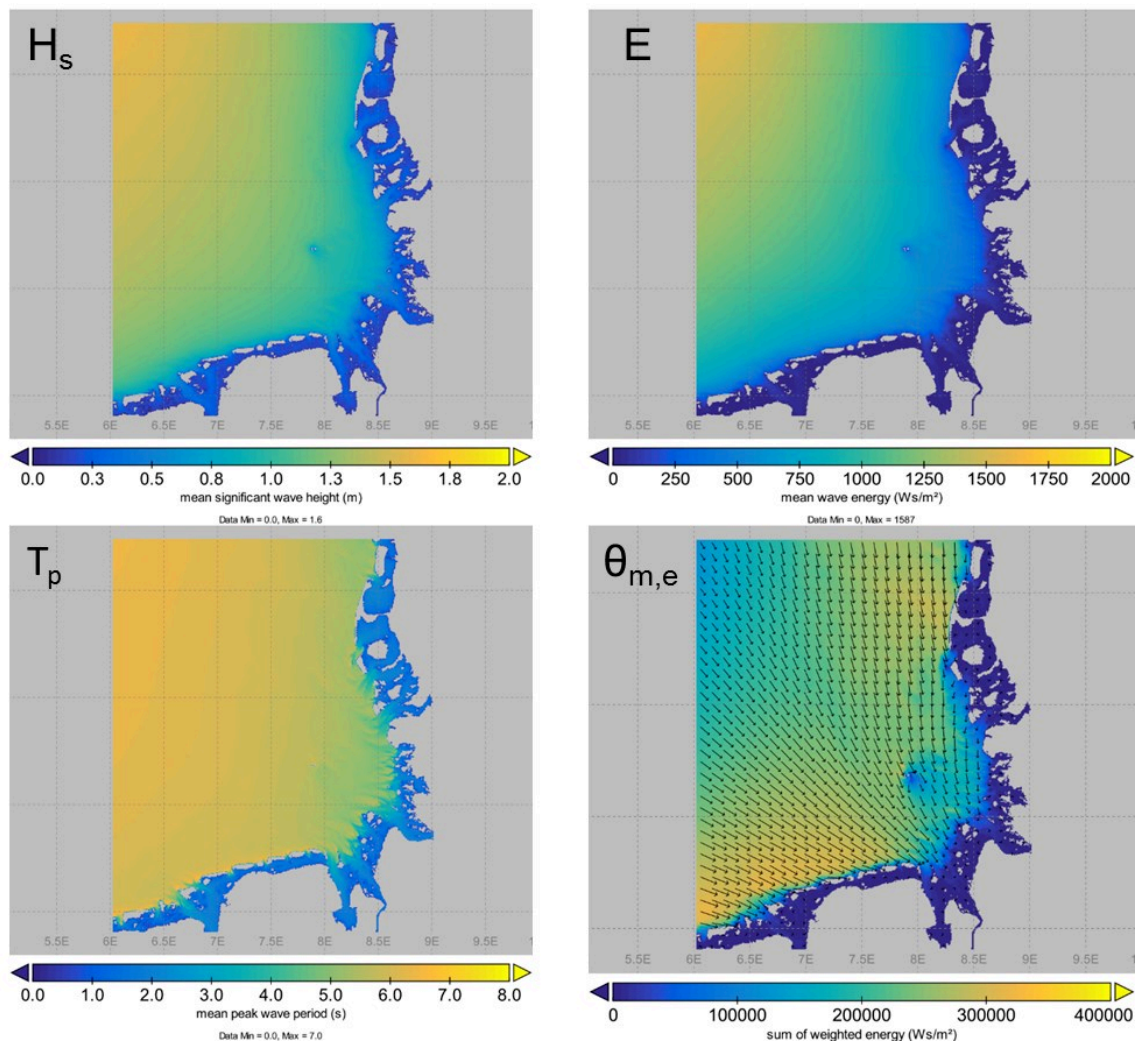 H_s
5.5E 6E 6.5E 7E 7.5E 8E 8.5E 9E 9.5E 1
0.0 0.3 0.5 0.8 1.0 1.3 1.5 1.8 2.0
mean significant wave height (m)
Data Min = 0.0, Max = 1.6
E
5.5E 6E 6.5E 7E 7.5E 8E 8.5E 9E 9.5E 1
0 250 500 750 1000 1250 1500 1750 2000
mean wave energy (Ws/m²)
Data Min = 0, Max = 1587
T_p
5.5E 6E 6.5E 7E 7.5E 8E 8.5E 9E 9.5E 1
0.0 1.0 2.0 3.0 4.0 5.0 6.0 7.0 8.0
mean peak wave period (s)
Data Min = 0.0, Max = 7.0
θ_m,e
5.5E 6E 6.5E 7E 7.5E 8E 8.5E 9E 9.5E 1
0 100000 200000 300000 400000
sum of weighted energy (Ws/m²)